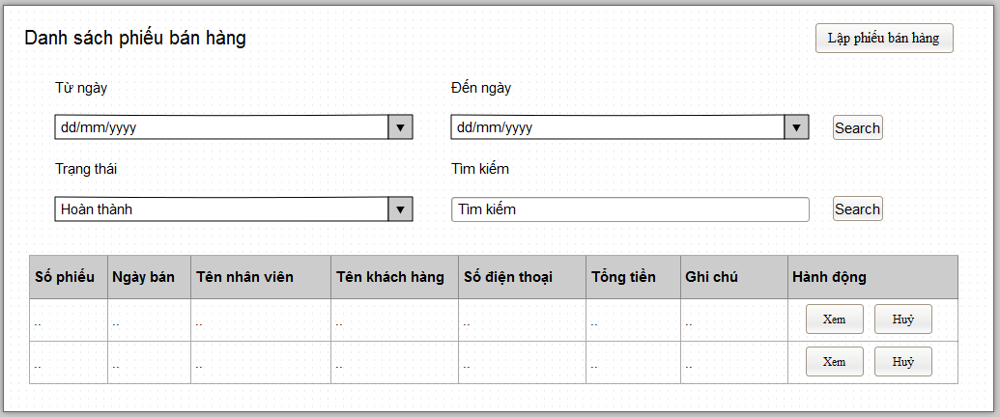 Danh sách phiếu bán hàng Lập phiếu bán hàng
Từ ngày Đến ngày
dd/mm/yyyy dd/mm/yyyy Search
Trạng thái Tìm kiếm
Hoàn thành Tìm kiếm Search
Số phiếu Ngày bán Tên nhân viên Tên khách hàng Số điện thoại Tổng tiền Ghi chú Hành động
.. .. .. .. .. .. .. Xem Huỷ
.. .. .. .. .. .. .. Xem Huỷ